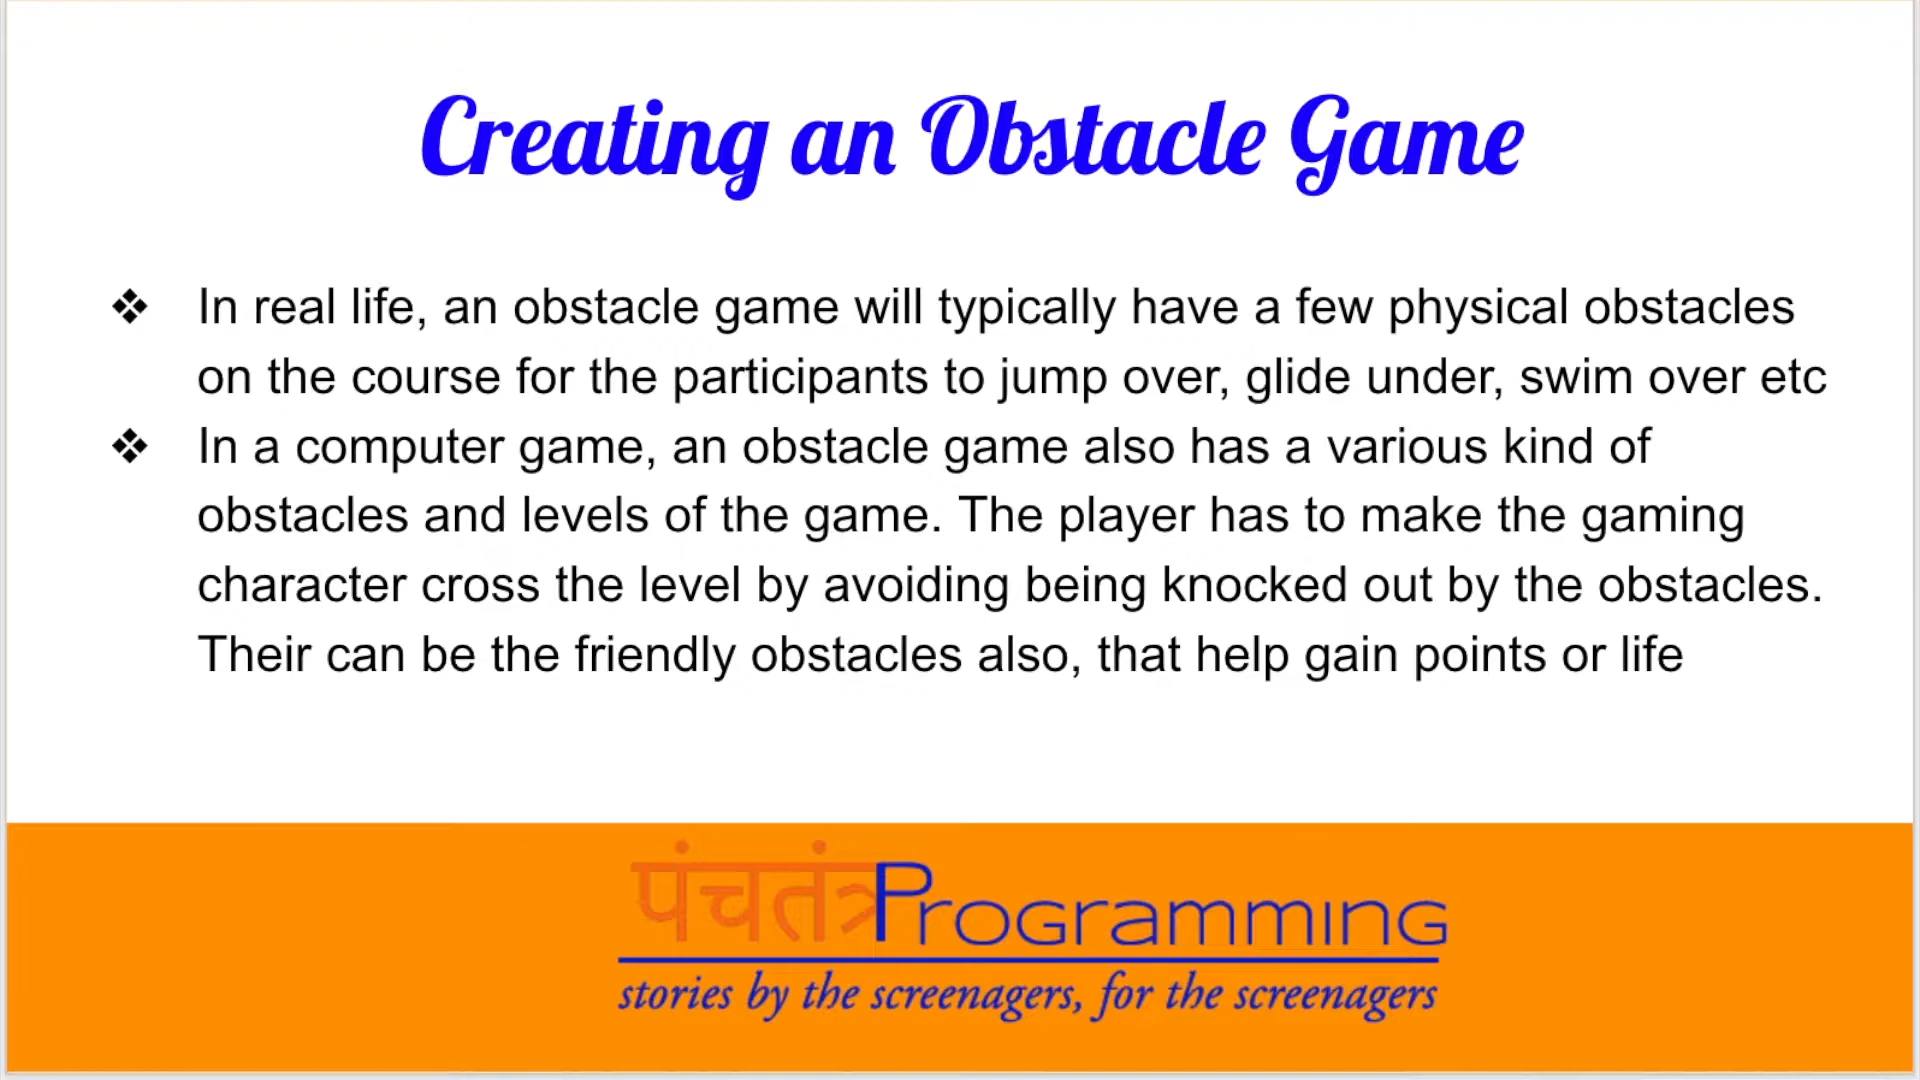 Creating an Obstacle Game
❖ In real life, an obstacle game will typically have a few physical obstacles
on the course for the participants to jump over, glide under, swim over etc
❖ In a computer game, an obstacle game also has a various kind of
obstacles and levels of the game. The player has to make the gaming
character cross the level by avoiding being knocked out by the obstacles.
Their can be the friendly obstacles also, that help gain points or life
पंचतंत्र Programming
stories by the screenagers, for the screenagers